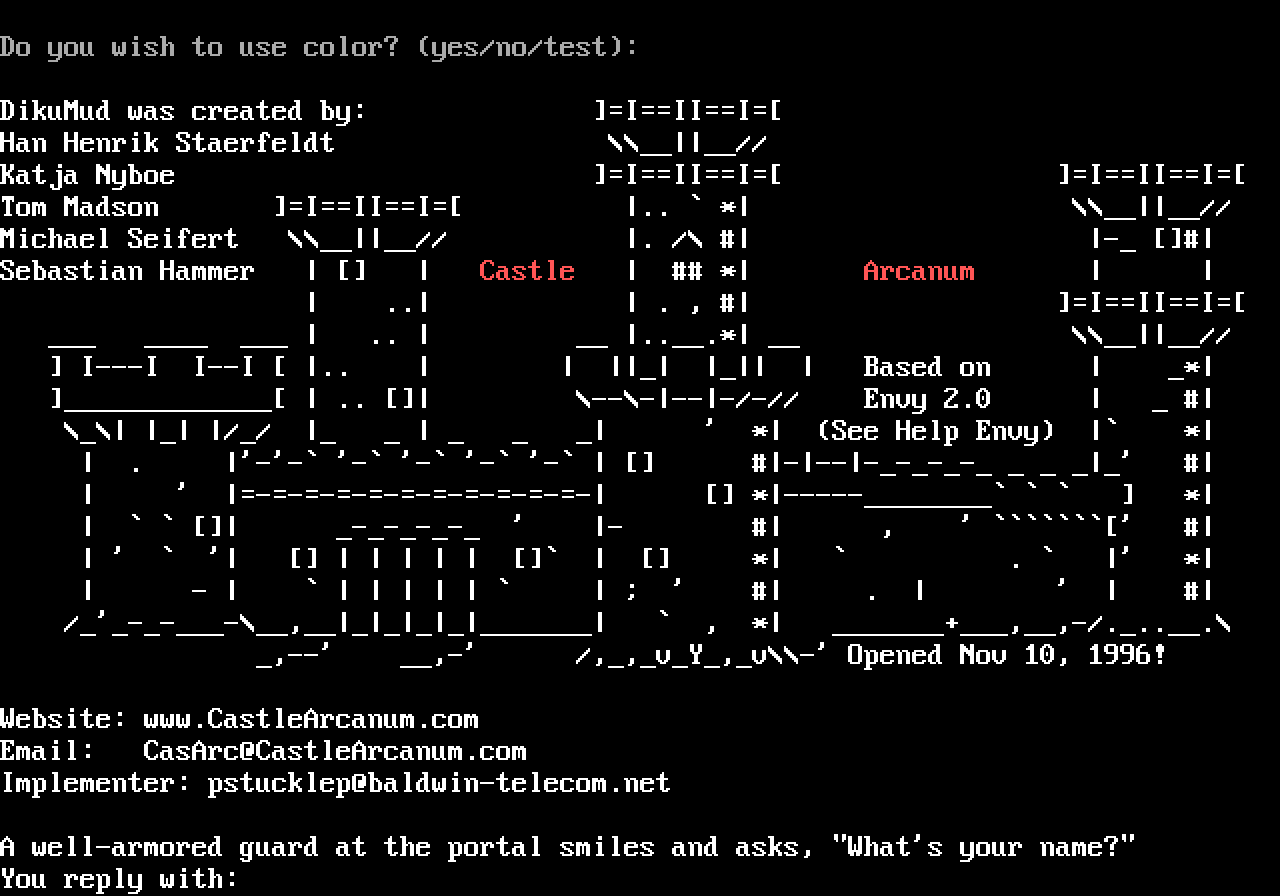 Do you wish to use color? (yes/no/test):
DikuMud was created by:
Han Henrik Staerfeldt
Katja Nyboe
Tom Madson
Michael Seifert
Sebastian Hammer
Castle Arcanum
Based on
Envy 2.0
(See Help Envy)
Opened Nov 10, 1996!
Website: www.CastleArcanum.com
Email: CasArc@CastleArcanum.com
Implementer: pstucklep@baldwin-telecom.net
A well-armored guard at the portal smiles and asks, "What's your name?"
You reply with: